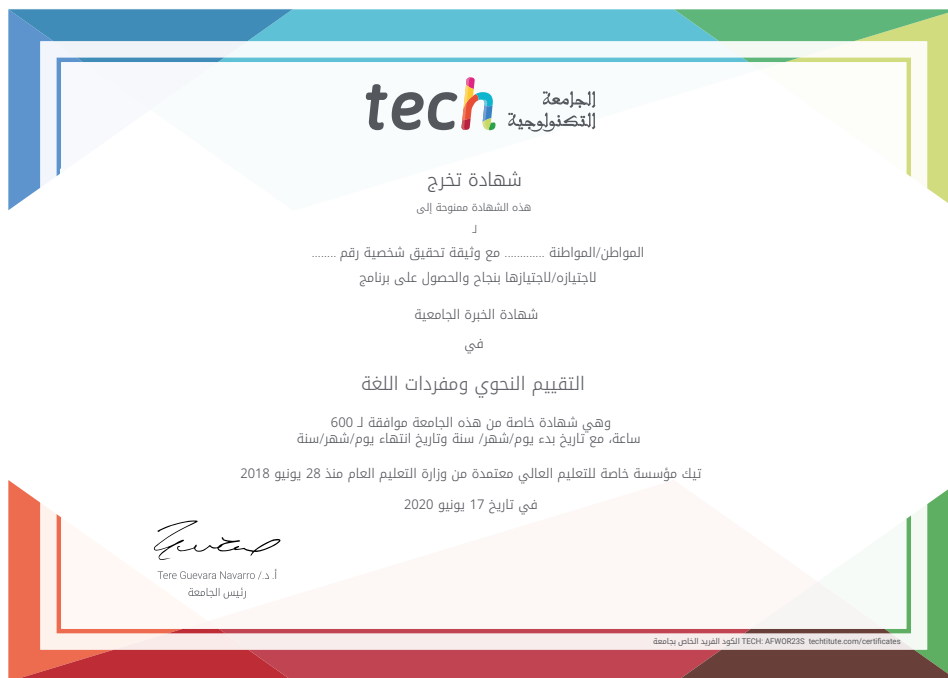 tech الجامعة
التكنولوجية
شهادة تخرج
هذه الشهادة ممنوحة إلى
لـ
المواطن/المواطنة ............ مع وثيقة تحقيق شخصية رقم ........
لاجتيازه/لاجتيازها بنجاح والحصول على برنامج
شهادة الخبرة الجامعية
في
التقييم النحوي ومفردات اللغة
وهي شهادة خاصة من هذه الجامعة موافقة لـ 600
ساعة، مع تاريخ بدء يوم/شهر/ سنة وتاريخ انتهاء يوم/شهر/سنة
تيك مؤسسة خاصة للتعليم العالي معتمدة من وزارة التعليم العام منذ 28 يونيو 2018
في تاريخ 17 يونيو 2020
أ. د./ Tere Guevara Navarro
رئيس الجامعة
الكود الفريد الخاص بجامعة TECH: AFWOR23S techtitute.com/certificates